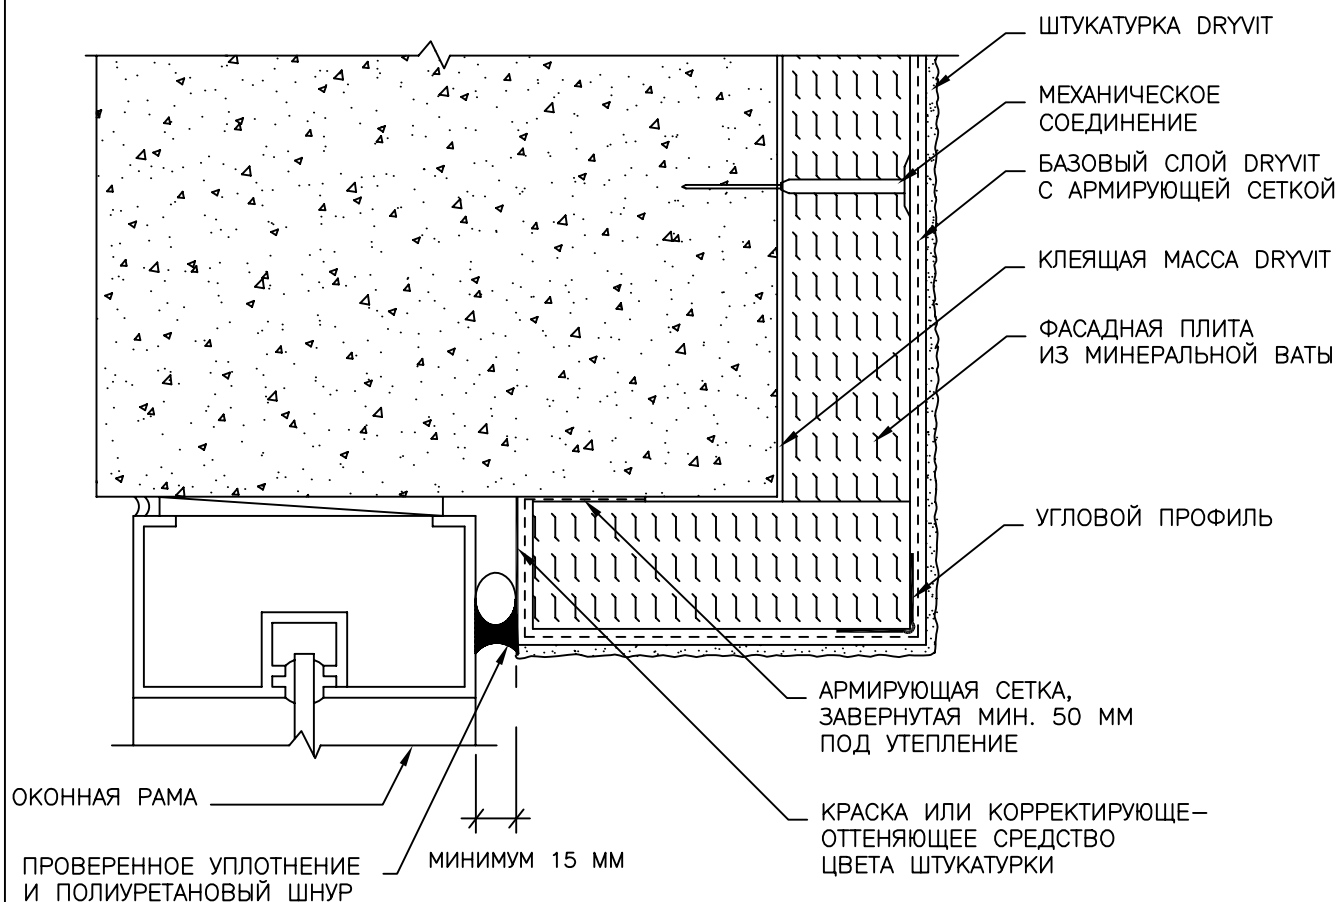 ШТУКАТУРКА DRYVIT
МЕХАНИЧЕСКОЕ
СОЕДИНЕНИЕ
БАЗОВЫЙ СЛОЙ DRYVIT
С АРМИРУЮЩЕЙ СЕТКОЙ
КЛЕЯЩАЯ МАССА DRYVIT
ФАСАДНАЯ ПЛИТА
ИЗ МИНЕРАЛЬНОЙ ВАТЫ
УГЛОВОЙ ПРОФИЛЬ
АРМИРУЮЩАЯ СЕТКА,
ЗАВЕРНУТАЯ МИН. 50 ММ
ПОД УТЕПЛЕНИЕ
КРАСКА ИЛИ КОРРЕКТИРУЮЩЕ-
ОТТЕНЯЮЩЕЕ СРЕДСТВО
ЦВЕТА ШТУКАТУРКИ
ОКОННАЯ РАМА
ПРОВЕРЕННОЕ УПЛОТНЕНИЕ
И ПОЛИУРЕТАНОВЫЙ ШНУР
МИНИМУМ 15 ММ